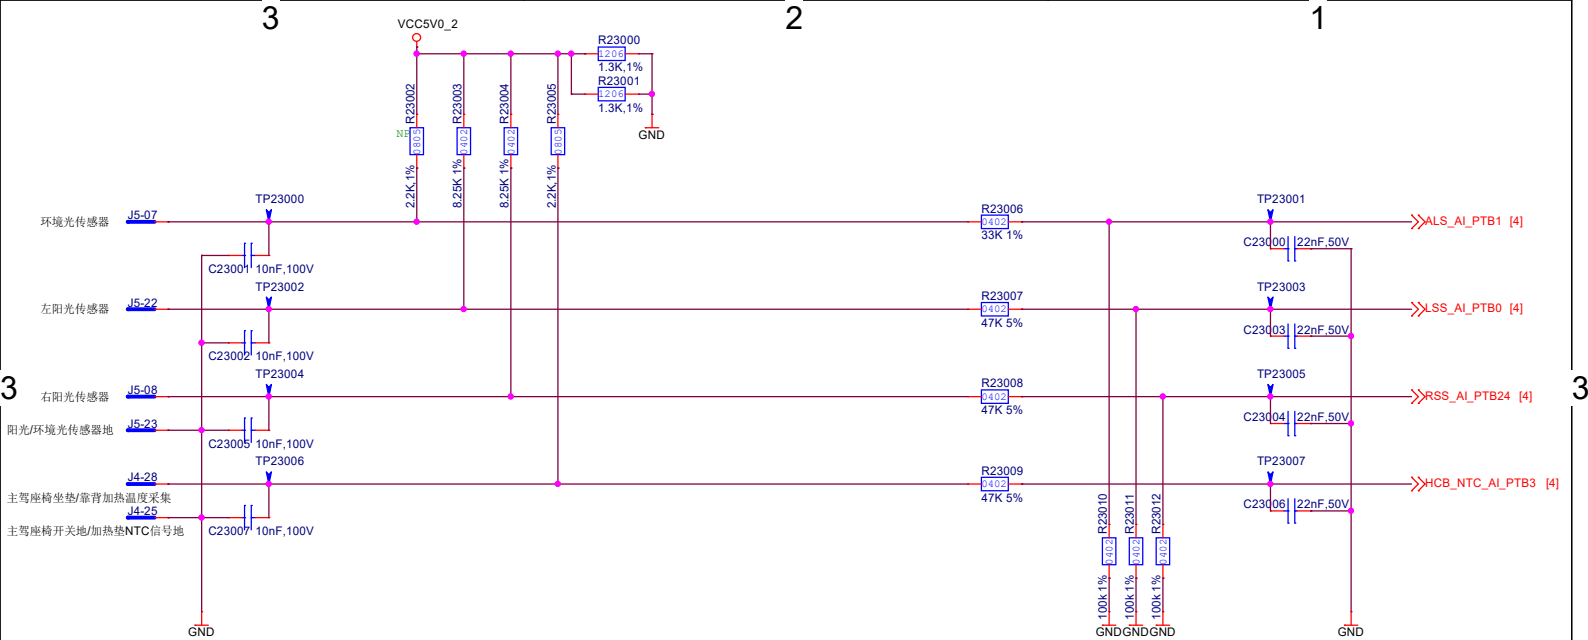 3
2
1
VCC5V0_2
R23000
1206
1.3K,1%
R23001
1206
1.3K,1%
GND
R23002
R23003
R23004
R23005
0805
0402
0402
0805
2.2K,1%
8.25K 1%
8.25K 1%
2.2K,1%
环境光传感器
J5-07
TP23000
R23006
0402
33K 1%
TP23001
ALS_AI_PTB1 [4]
C23001 10nF,100V
C23000 22nF,50V
左阳光传感器
J5-22
TP23002
R23007
0402
47K 5%
TP23003
LSS_AI_PTB0 [4]
C23002 10nF,100V
C23003 22nF,50V
3
右阳光传感器
J5-08
TP23004
R23008
0402
47K 5%
TP23005
RSS_AI_PTB24 [4]
3
阳光/环境光传感器地
J5-23
C23005 10nF,100V
C23004 22nF,50V
J4-28
主驾座椅坐垫/靠背加热温度采集
TP23006
R23009
0402
47K 5%
TP23007
HCB_NTC_AI_PTB3 [4]
J4-25
主驾座椅开关地/加热垫NTC信号地
C23007 10nF,100V
C23006 22nF,50V
R23010
R23011
R23012
0402
0402
0402
100k 1%
100k 1%
100k 1%
GND
GND
GND
GND
GND